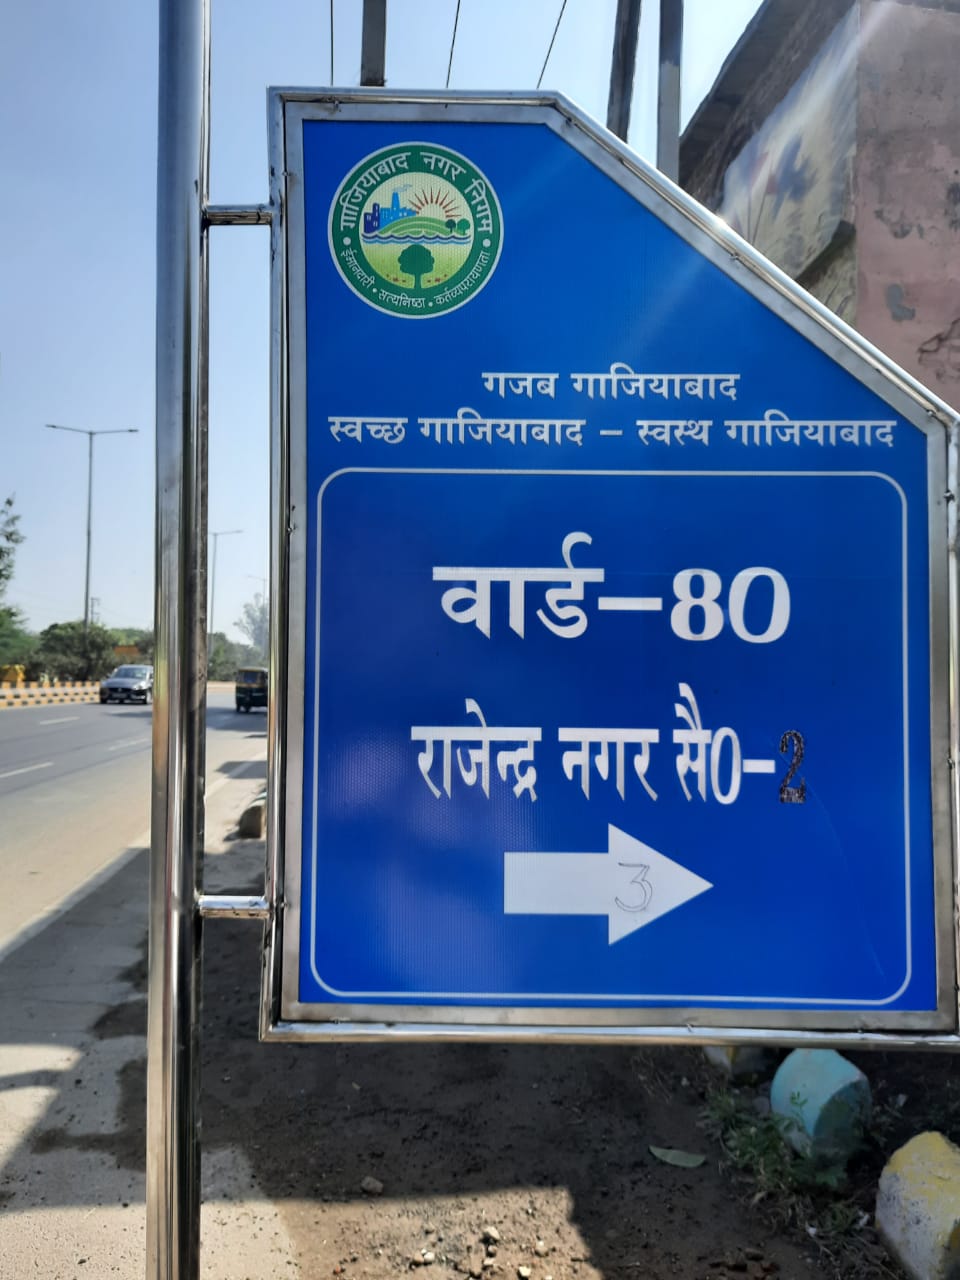 गाजियाबाद नगर निगम
ईमानदारी • सत्यनिष्ठा • कर्तव्यपरायणता
गजब गाजियाबाद
स्वच्छ गाजियाबाद – स्वस्थ गाजियाबाद
वार्ड–80
राजेन्द्र नगर सै0–2
3